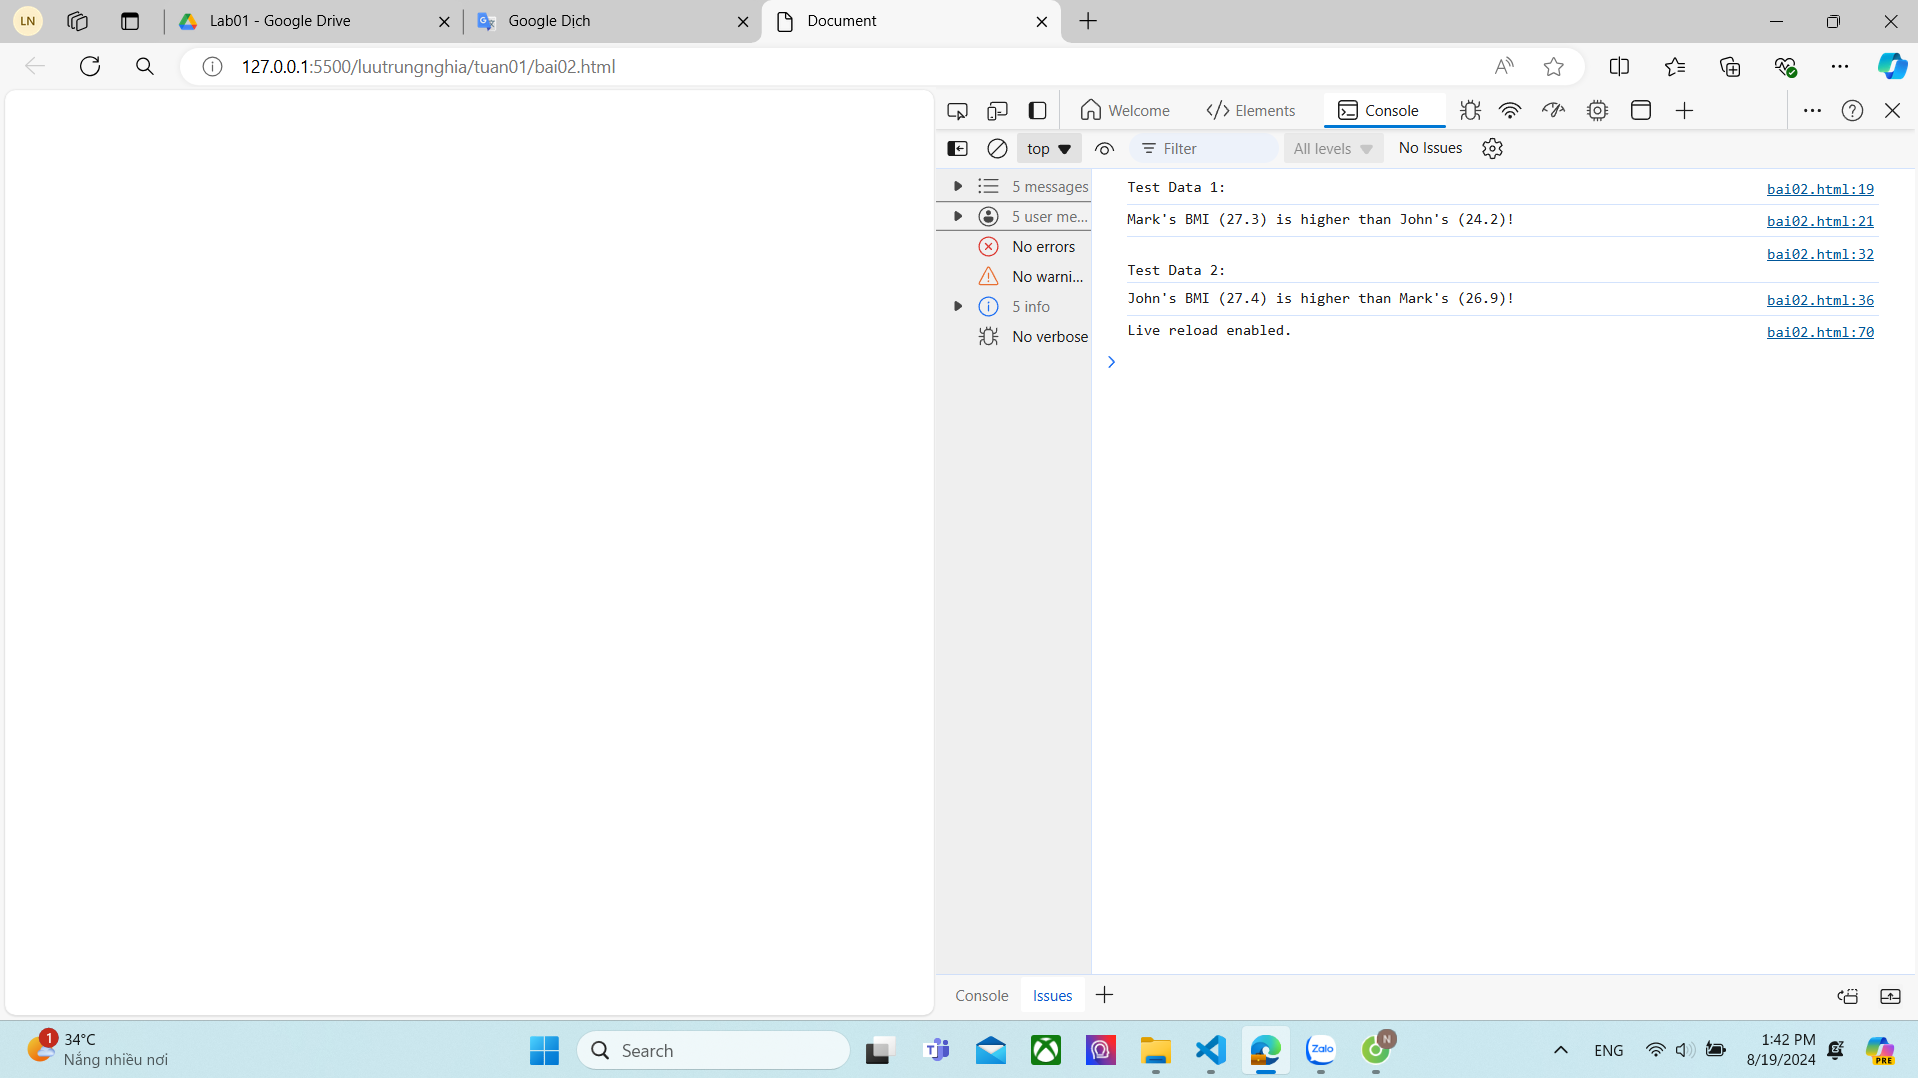 LN
Lab01 - Google Drive
Google Dịch
Document
127.0.0.1:5500/luutrungnghia/tuan01/bai02.html
Welcome
Elements
Console
top
Filter
All levels
No Issues
5 messages
5 user me...
No errors
No warni...
5 info
No verbose
Test Data 1:
bai02.html:19
Mark's BMI (27.3) is higher than John's (24.2)!
bai02.html:21
bai02.html:32
Test Data 2:
John's BMI (27.4) is higher than Mark's (26.9)!
bai02.html:36
Live reload enabled.
bai02.html:70
Console
Issues
1
34°C
Nắng nhiều nơi
Search
Zalo
N
ENG
1:42 PM
8/19/2024
PRE